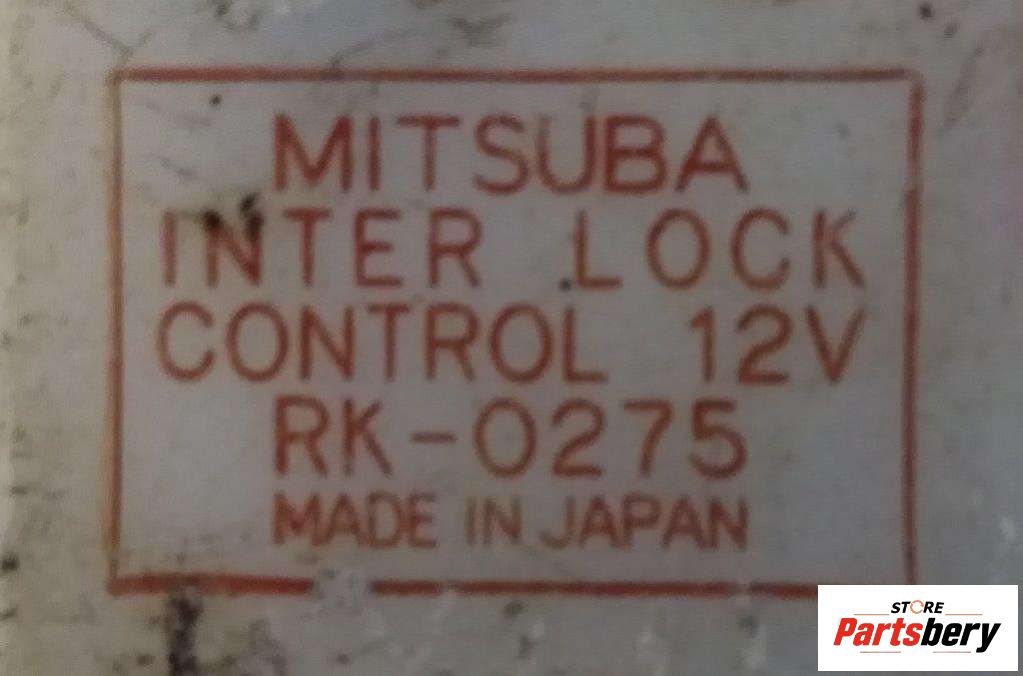 MITSUBA
INTER LOCK
CONTROL 12V
RK-0275
MADE IN JAPAN
STORE
Partsbery